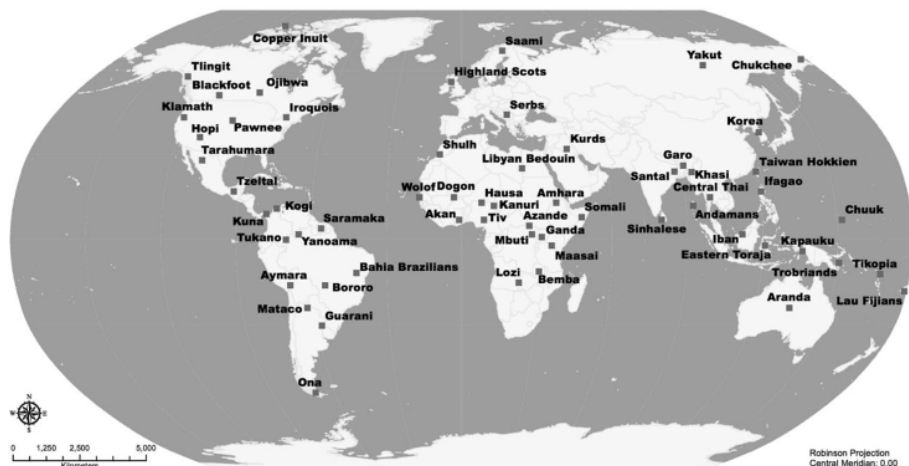 Copper Inuit
Saami
Yakut
Chukchee
Tlingit
Blackfoot
Ojibwa
Highland Scots
Klamath
Iroquois
Serbs
Pawnee
Korea
Hopi
Kurds
Shulh
Tarahumara
Garo
Libyan Bedouin
Taiwan Hokkien
Santal
Khasi
Tzeltal
Wolof
Dogon
Hausa
Amhara
Central Thai
Ifagao
Kogi
Kanuri
Somali
Saramaka
Kuna
Akan
Tiv
Azande
Andamans
Chuuk
Ganda
Sinhalese
Tukano
Yanoama
Mbuti
Iban
Kapauku
Maasai
Eastern Toraja
Tikopia
Aymara
Bahia Brazilians
Lozi
Bemba
Trobriands
Bororo
Aranda
Lau Fijians
Mataco
Guarani
Ona
N
W
E
S
0 1,250 2,500 5,000
Kilometers
Robinson Projection
Central Meridian: 0.00